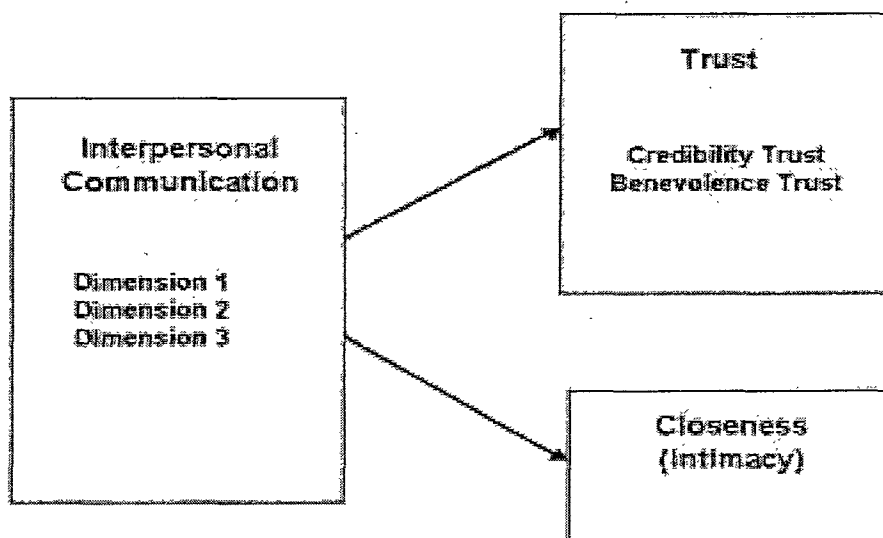 Interpersonal
Communication
Dimension 1
Dimension 2
Dimension 3
Trust
Credibility Trust
Benevolence Trust
Closeness
(Intimacy)